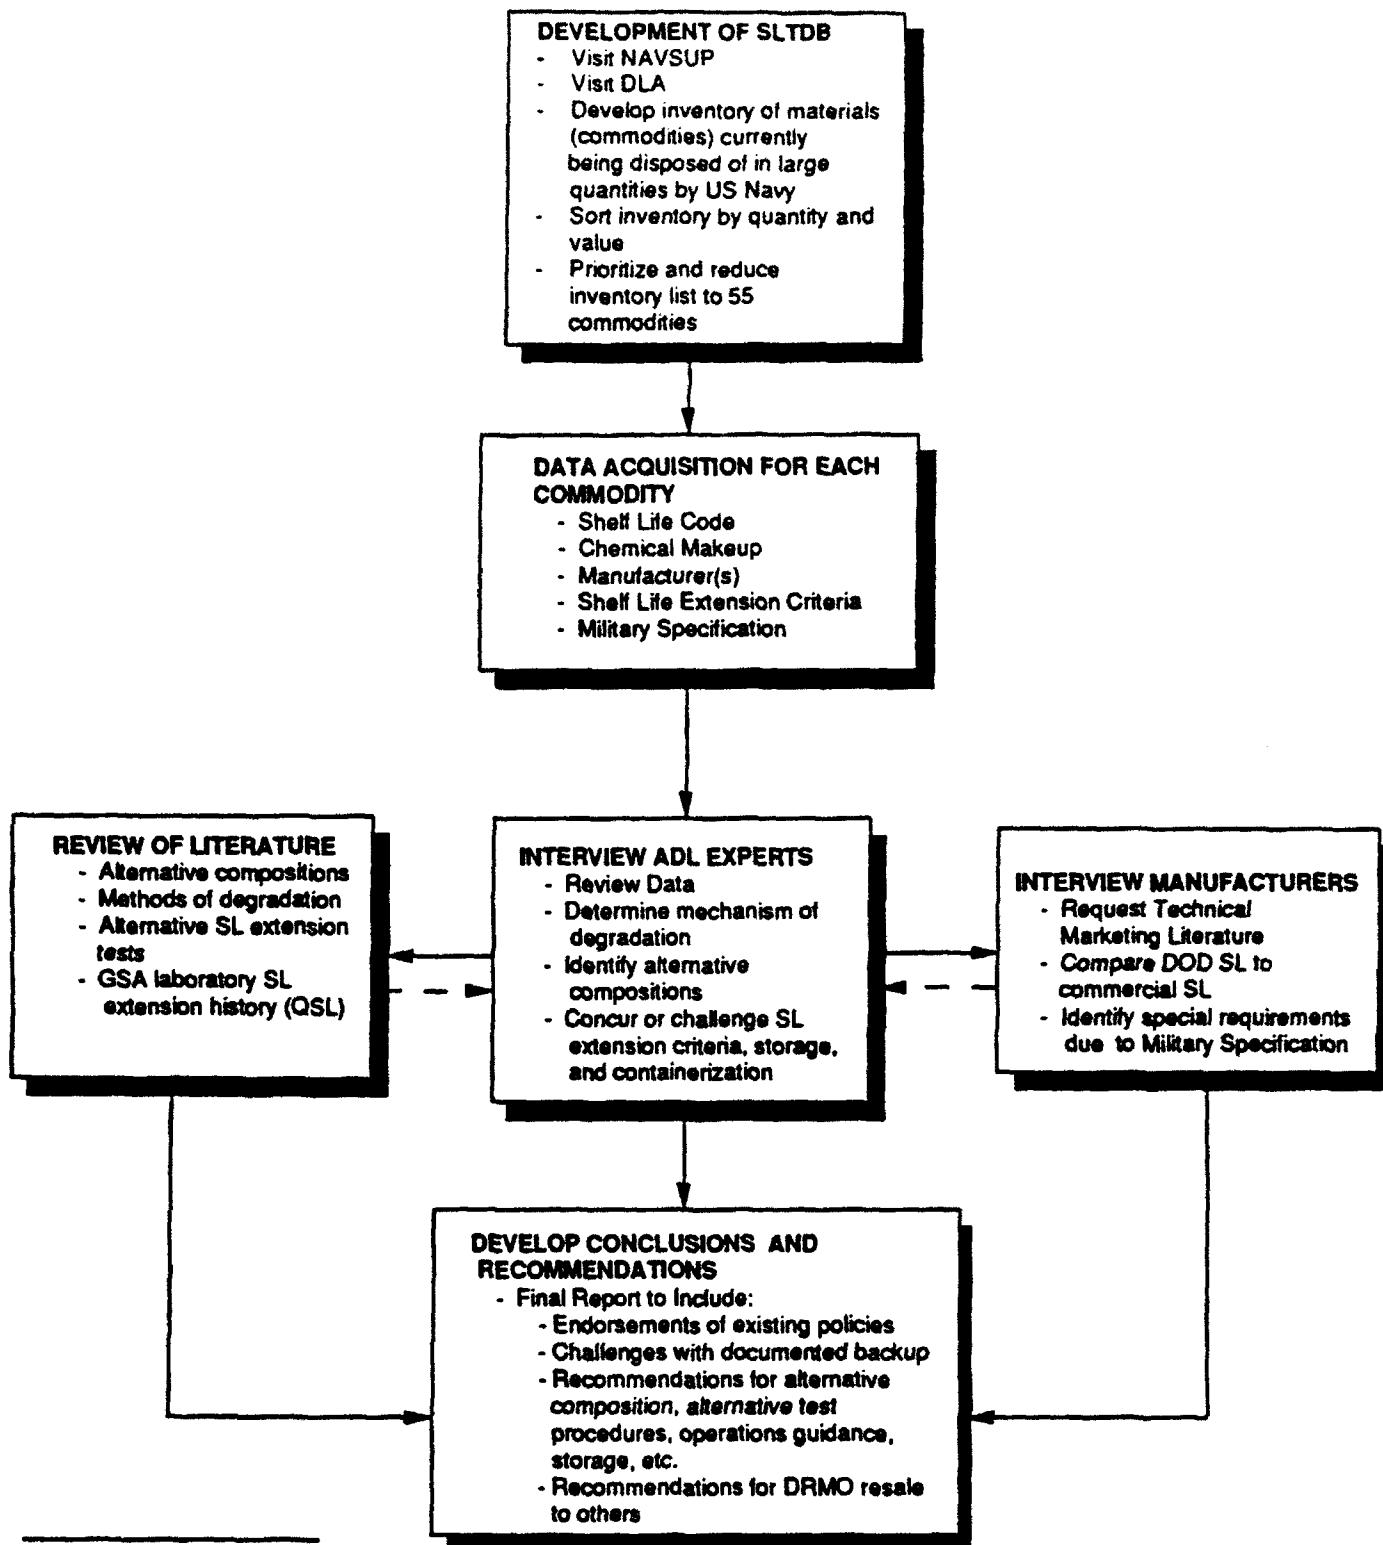 DEVELOPMENT OF SLTDB
- Visit NAVSUP
- Visit DLA
- Develop inventory of materials
(commodities) currently
being disposed of in large
quantities by US Navy
- Sort inventory by quantity and
value
- Prioritize and reduce
inventory list to 55
commodities
DATA ACQUISITION FOR EACH
COMMODITY
- Shelf Life Code
- Chemical Makeup
- Manufacturer(s)
- Shelf Life Extension Criteria
- Military Specification
REVIEW OF LITERATURE
- Alternative compositions
- Methods of degradation
- Alternative SL extension
tests
- GSA laboratory SL
extension history (QSL)
INTERVIEW ADL EXPERTS
- Review Data
- Determine mechanism of
degradation
- Identify alternative
compositions
- Concur or challenge SL
extension criteria, storage,
and containerization
INTERVIEW MANUFACTURERS
- Request Technical
Marketing Literature
- Compare DOD SL to
commercial SL
- Identify special requirements
due to Military Specification
DEVELOP CONCLUSIONS AND
RECOMMENDATIONS
- Final Report to Include:
- Endorsements of existing policies
- Challenges with documented backup
- Recommendations for alternative
composition, alternative test
procedures, operations guidance,
storage, etc.
- Recommendations for DRMO resale
to others